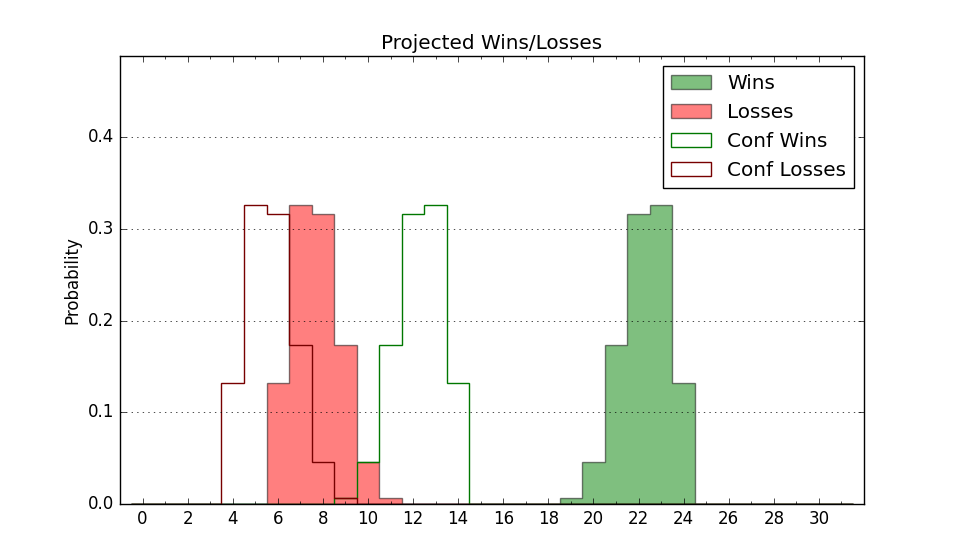 Projected Wins/Losses
Wins
Losses
Conf Wins
Conf Losses
Probability
0.4
0.3
0.2
0.1
0.0
0 2 4 6 8 10 12 14 16 18 20 22 24 26 28 30